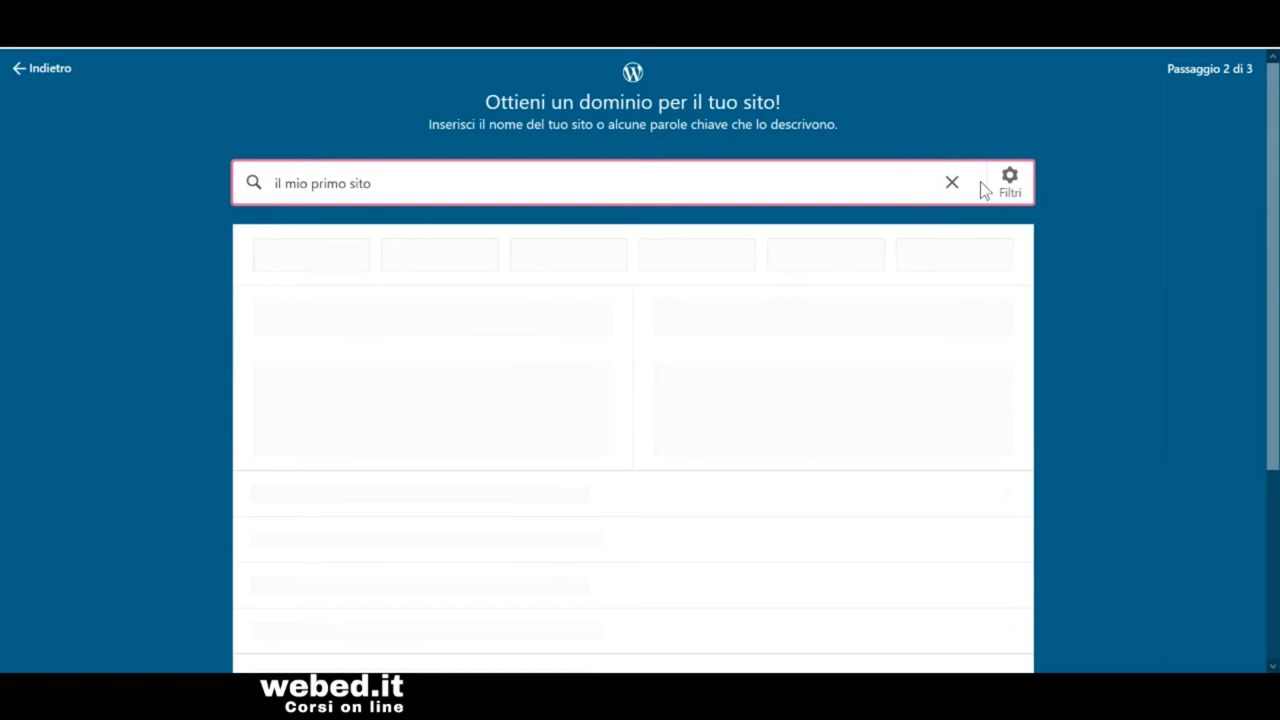 Indietro
Passaggio 2 di 3
Ottieni un dominio per il tuo sito!
Inserisci il nome del tuo sito o alcune parole chiave che lo descrivono.
il mio primo sito
Filtri
webed.it
Corsi on line